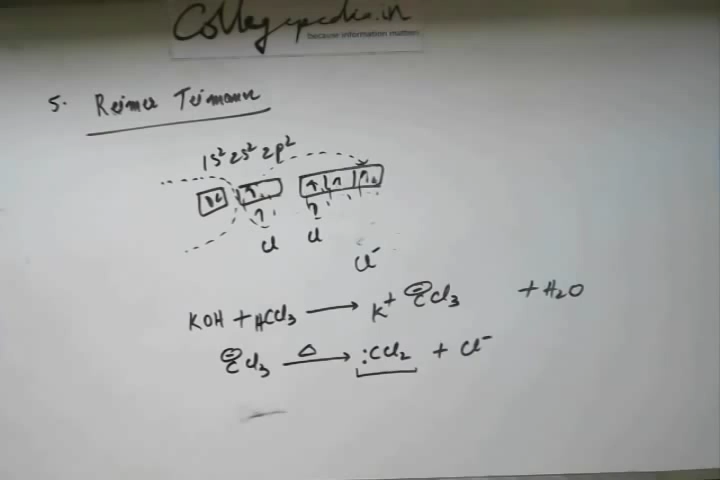 Collegepedia.in
because information matters
5. Reimer Teimann
1s² 2s² 2p²
Cl Cl
Cl⁻
KOH + HCCl₃ ⟶ K⁺ ⊖CCl₃ + H₂O
⊖CCl₃ —Δ→ :CCl₂ + Cl⁻